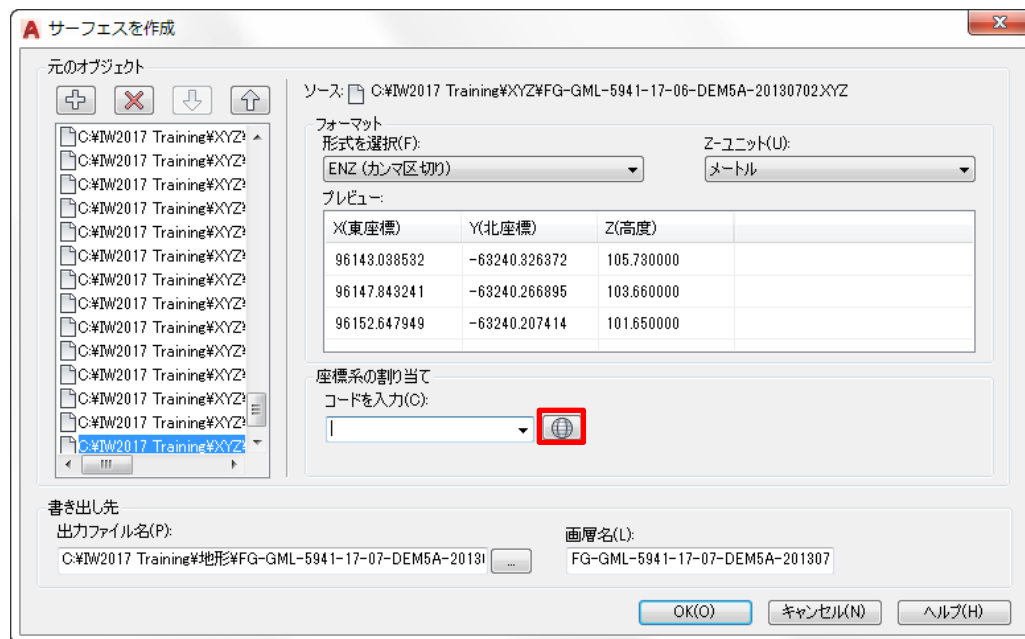 サーフェスを作成
元のオブジェクト
C:¥IW2017 Training¥XYZ¥
C:¥IW2017 Training¥XYZ¥
C:¥IW2017 Training¥XYZ¥
C:¥IW2017 Training¥XYZ¥
C:¥IW2017 Training¥XYZ¥
C:¥IW2017 Training¥XYZ¥
C:¥IW2017 Training¥XYZ¥
C:¥IW2017 Training¥XYZ¥
C:¥IW2017 Training¥XYZ¥
C:¥IW2017 Training¥XYZ¥
C:¥IW2017 Training¥XYZ¥
C:¥IW2017 Training¥XYZ¥
C:¥IW2017 Training¥XYZ¥
C:¥IW2017 Training¥XYZ¥
ソース: C:¥IW2017 Training¥XYZ¥FG-GML-5941-17-06-DEM5A-20130702.XYZ
フォーマット
形式を選択(F): Z-ユニット(U):
ENZ (カンマ区切り) メートル
プレビュー:
X(東座標) Y(北座標) Z(高度)
96143.038532 -63240.326372 105.730000
96147.843241 -63240.266895 103.660000
96152.647949 -63240.207414 101.650000
座標系の割り当て
コードを入力(C):
書き出し先
出力ファイル名(P): 画層名(L):
C:¥IW2017 Training¥地形¥FG-GML-5941-17-07-DEM5A-2013 ... FG-GML-5941-17-07-DEM5A-201307
OK(O) キャンセル(N) ヘルプ(H)